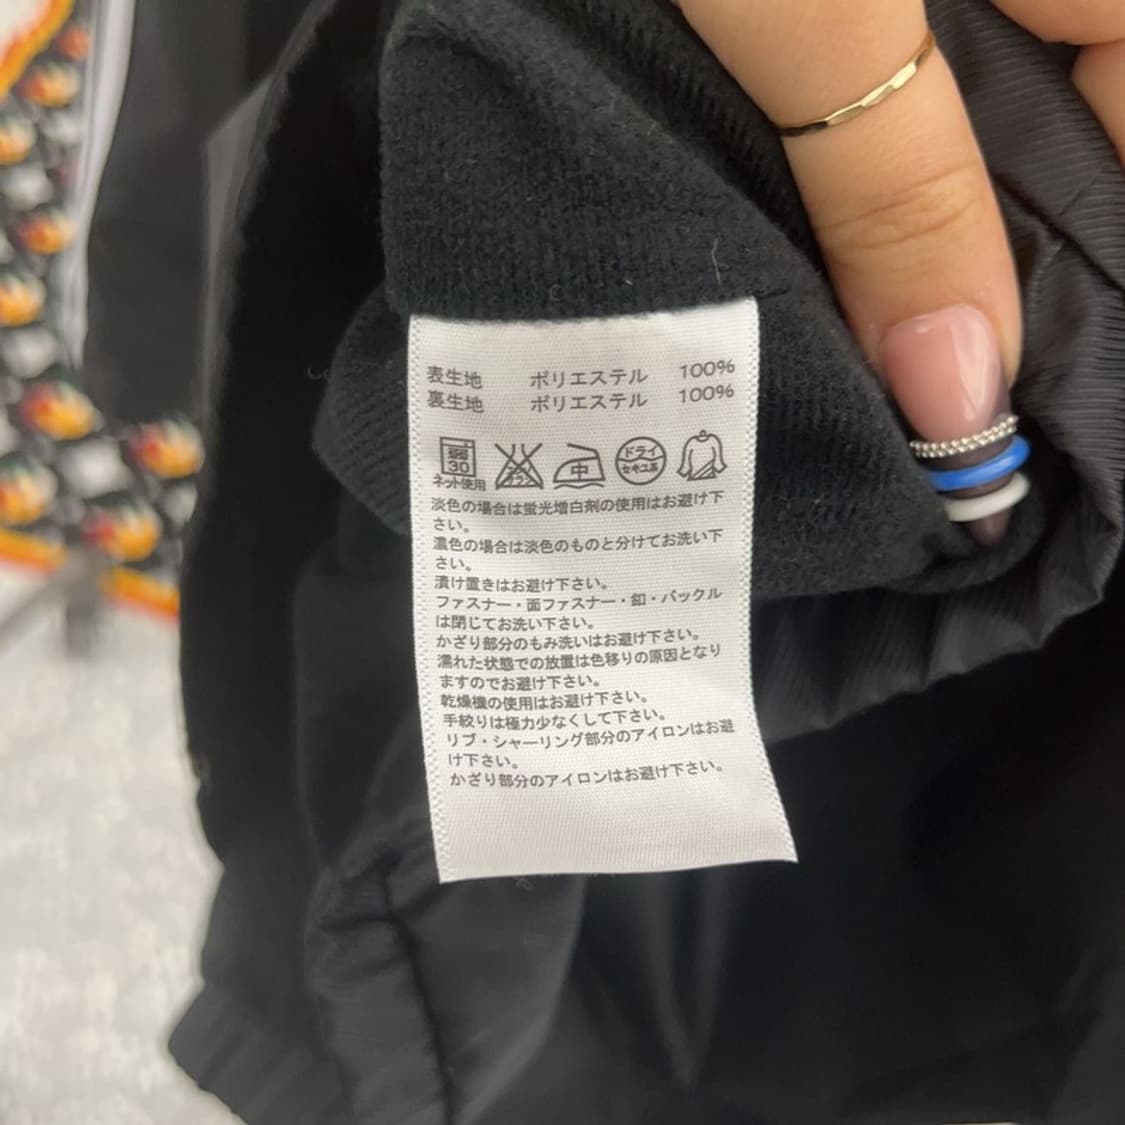 表生地 ポリエステル 100%
裏生地 ポリエステル 100%
弱 30 エンソ サラシ 中 ドライ セキユ系
ネット使用
淡色の場合は蛍光増白剤の使用はお避け下
さい。
濃色の場合は淡色のものと分けてお洗い下
さい。
漬け置きはお避け下さい。
ファスナー・面ファスナー・釦・バックル
は閉じてお洗い下さい。
かざり部分のもみ洗いはお避け下さい。
濡れた状態での放置は色移りの原因となり
ますのでお避け下さい。
乾燥機の使用はお避け下さい。
手絞りは極力少なくして下さい。
リブ・シャーリング部分のアイロンはお避
け下さい。
かざり部分のアイロンはお避け下さい。